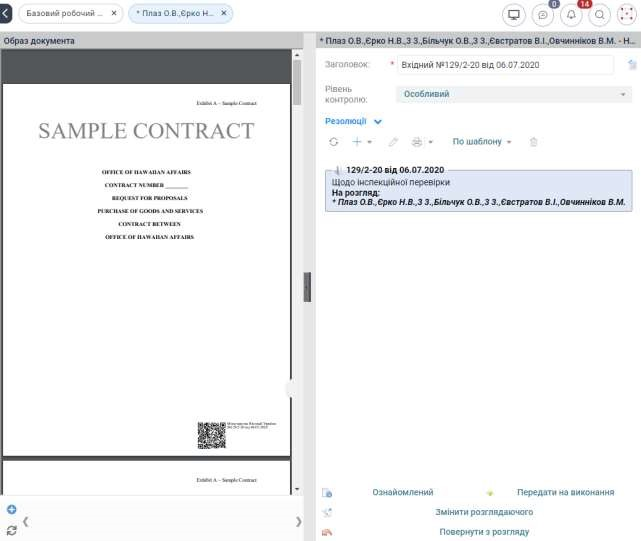 Базовый робочий ... ×
* Плаз О.В.,Єрко Н... ×
0
14
Образ документа
* Плаз О.В.,Єрко Н.В.,З З.,Більчук О.В.,З З.,Євстратов В.І.,Овчинніков В.М. - Н...
Exhibit A – Sample Contract
SAMPLE CONTRACT
OFFICE OF HAWAIIAN AFFAIRS
CONTRACT NUMBER ________
REQUEST FOR PROPOSALS
PURCHASE OF GOODS AND SERVICES
CONTRACT BETWEEN
OFFICE OF HAWAIIAN AFFAIRS
Exhibit A – Sample Contract
Заголовок: * Вхідний №129/2-20 від 06.07.2020
Рівень
контролю: Особливий
Резолюції
По шаблону
129/2-20 від 06.07.2020
Щодо інспекційної перевірки
На розгляд:
* Плаз О.В.,Єрко Н.В.,З З.,Більчук О.В.,З З.,Євстратов В.І.,Овчинніков В.М.
Ознайомлений
Передати на виконання
Змінити розглядаючого
Повернути з розгляду